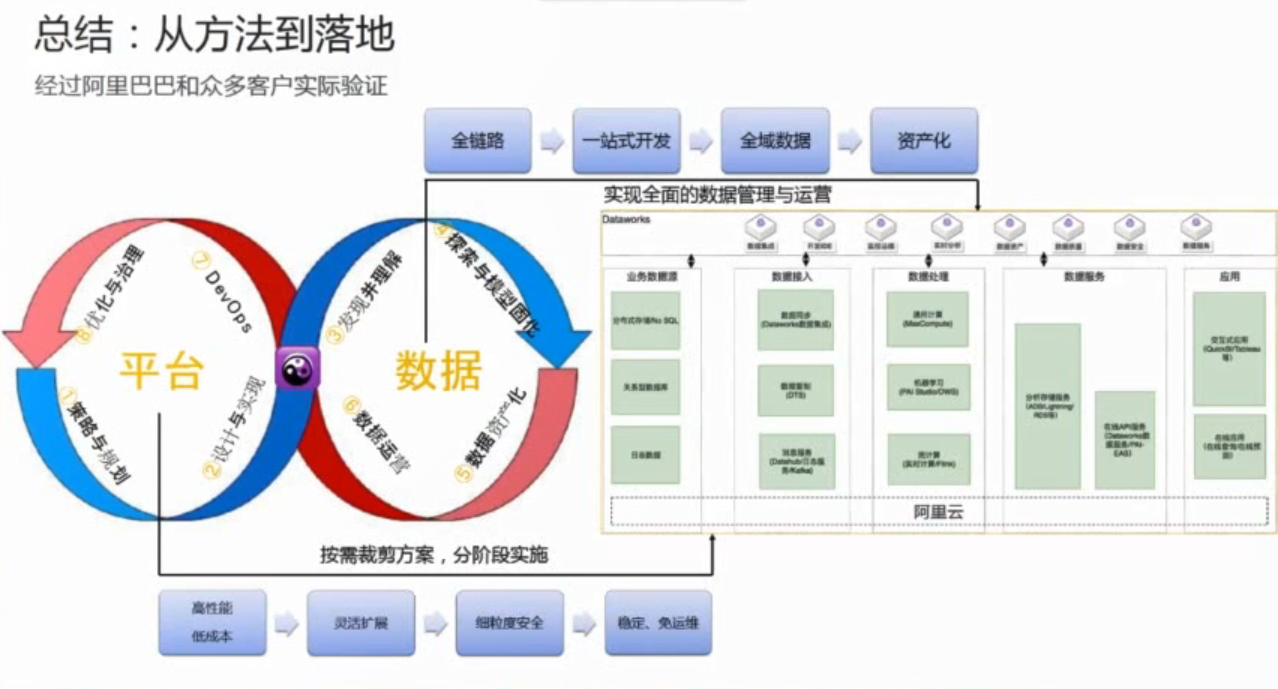 总结：从方法到落地
经过阿里巴巴和众多客户实际验证
全链路
一站式开发
全域数据
资产化
实现全面的数据管理与运营
⑧优化与治理
⑦DevOps
①策略与规划
②设计与实现
平台
③发现并理解
④探索与模型固化
⑥数据运营
⑤数据资产化
数据
Dataworks
数据集成
开发IDE
监控运维
实时分析
数据资产
数据质量
数据安全
数据服务
业务数据源
分布式存储/No SQL
关系型数据库
日志数据
数据接入
数据同步
(Dataworks数据集成)
数据复制
(DTS)
消息服务
(Datahub/日志服
务/Kafka)
数据处理
通用计算
(MaxCompute)
机器学习
(PAI Studio/DWS)
流计算
(实时计算/Flink)
数据服务
分析存储服务
(ADB/Lightning/
RDS等)
在线API服务
(Dataworks数
据服务/PAI-
EAS)
应用
交互式应用
(QuickBI/Tableau
等)
在线应用
(在线查询/在线预
测)
阿里云
按需裁剪方案，分阶段实施
高性能
低成本
灵活扩展
细粒度安全
稳定、免运维